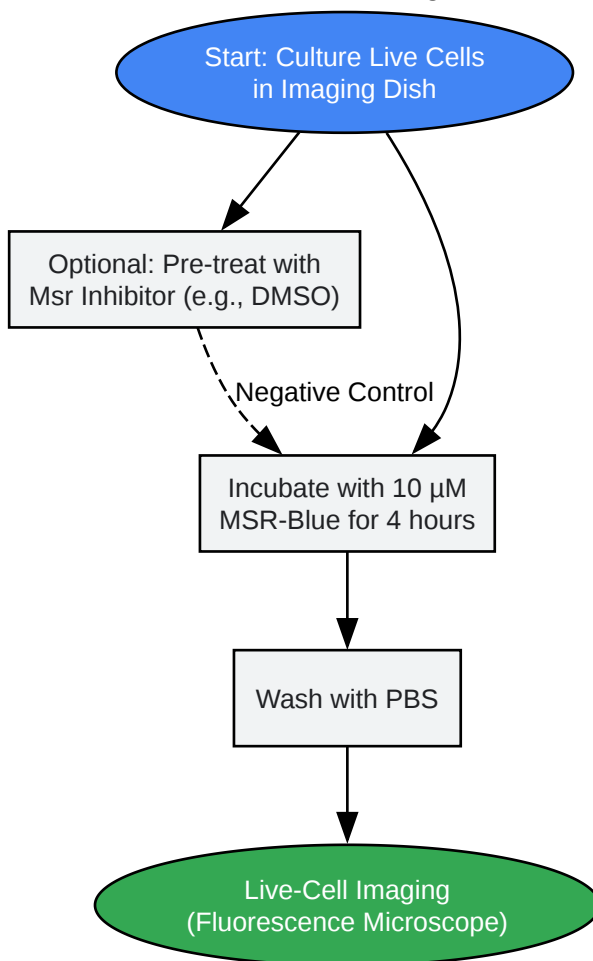 Start: Culture Live Cells
in Imaging Dish
Optional: Pre-treat with
Msr Inhibitor (e.g., DMSO)
Negative Control
Incubate with 10 µM
MSR-Blue for 4 hours
Wash with PBS
Live-Cell Imaging
(Fluorescence Microscope)